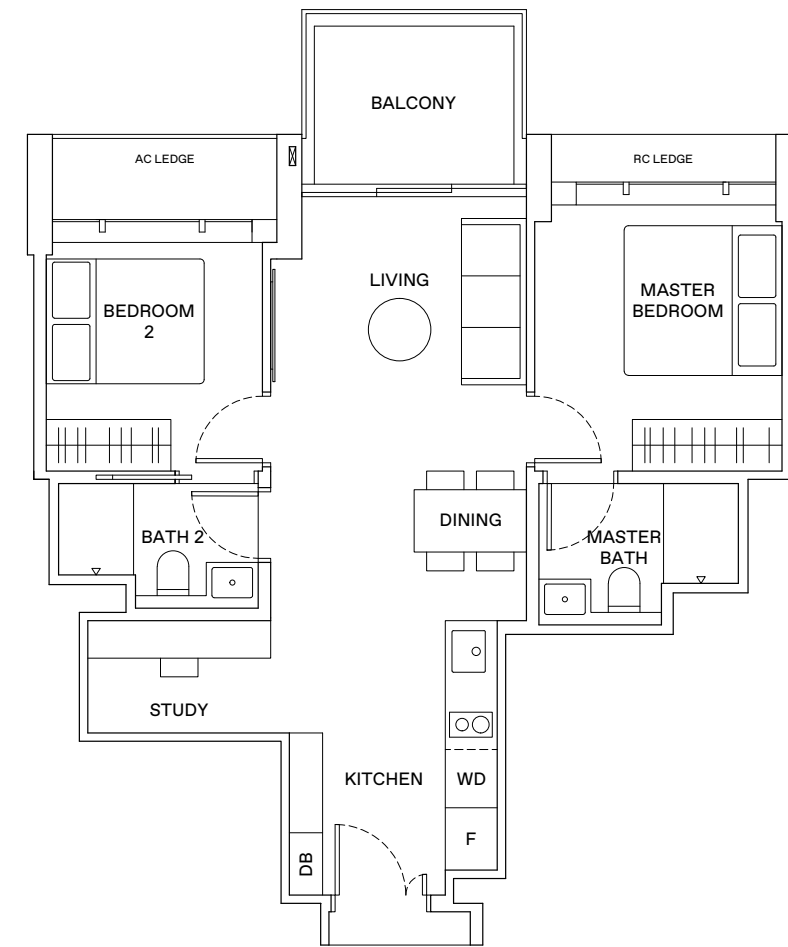 BALCONY
AC LEDGE
RC LEDGE
LIVING
BEDROOM
2
MASTER
BEDROOM
DINING
BATH 2
MASTER
BATH
STUDY
KITCHEN
WD
F
DB